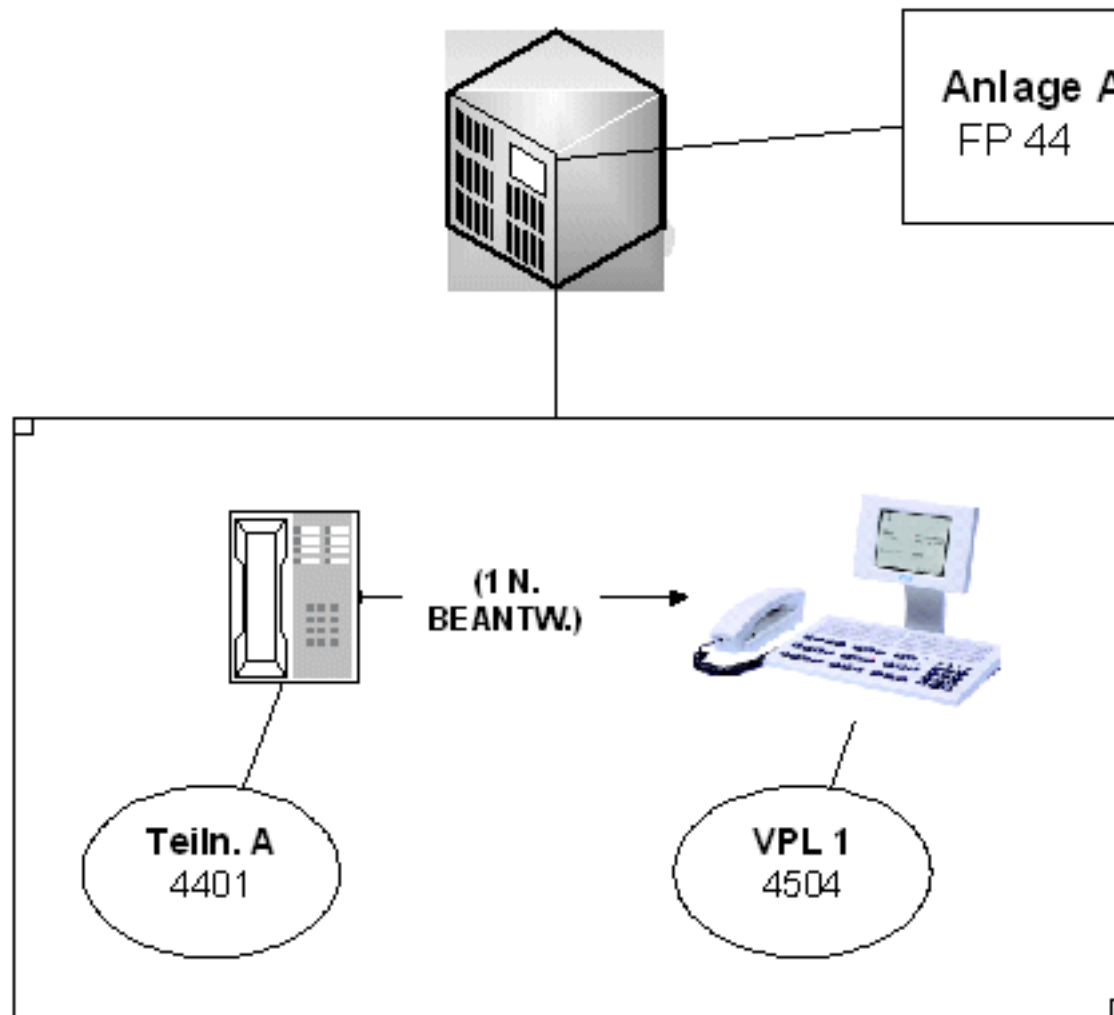 Anlage A
FP 44
(1 N.
BEANTW.)
Teiln. A
4401
VPL 1
4504